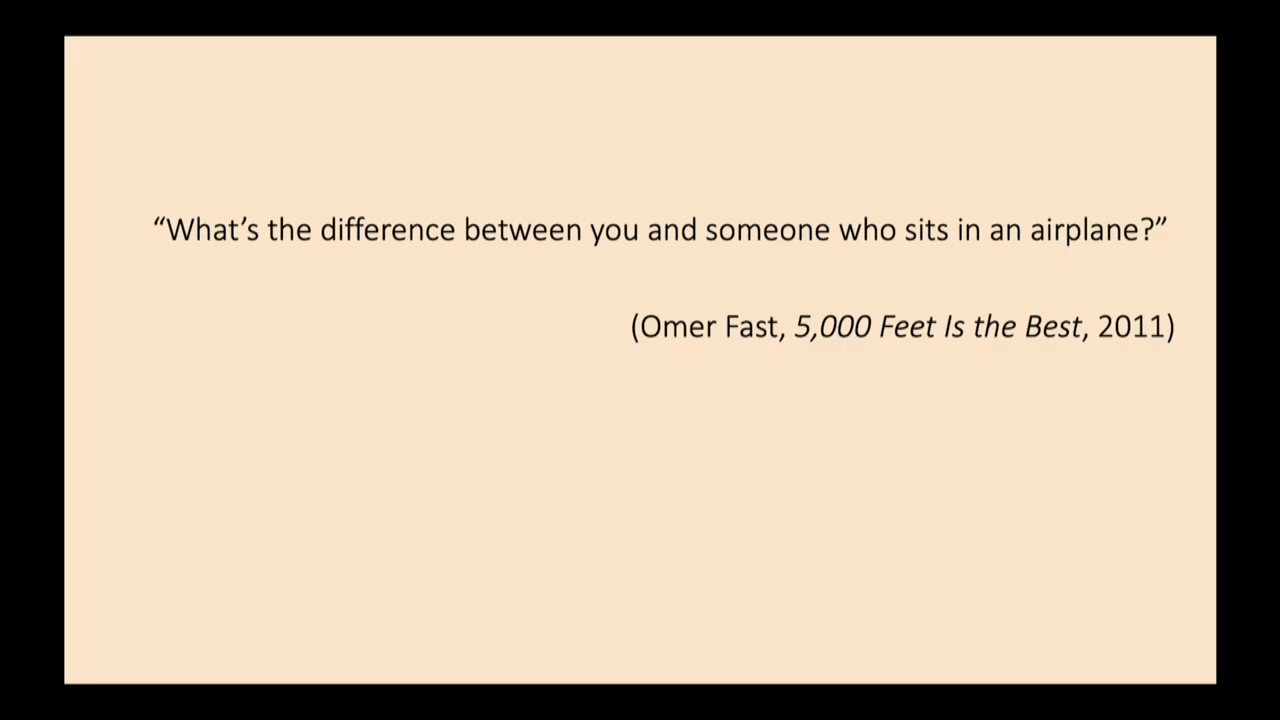 “What’s the difference between you and someone who sits in an airplane?”
(Omer Fast, 5,000 Feet Is the Best, 2011)